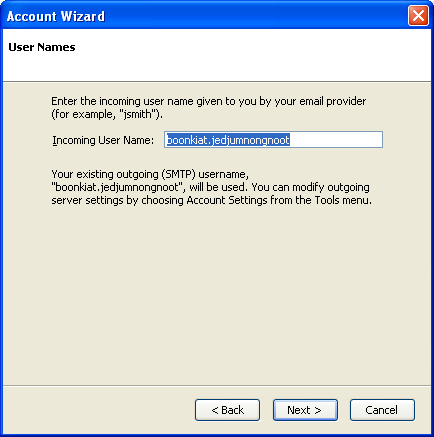 Account Wizard
User Names
Enter the incoming user name given to you by your email provider
(for example, "jsmith").
Incoming User Name: boonkiat.jedjumnongnoot
Your existing outgoing (SMTP) username,
"boonkiat.jedjumnongnoot", will be used. You can modify outgoing
server settings by choosing Account Settings from the Tools menu.
< Back Next > Cancel